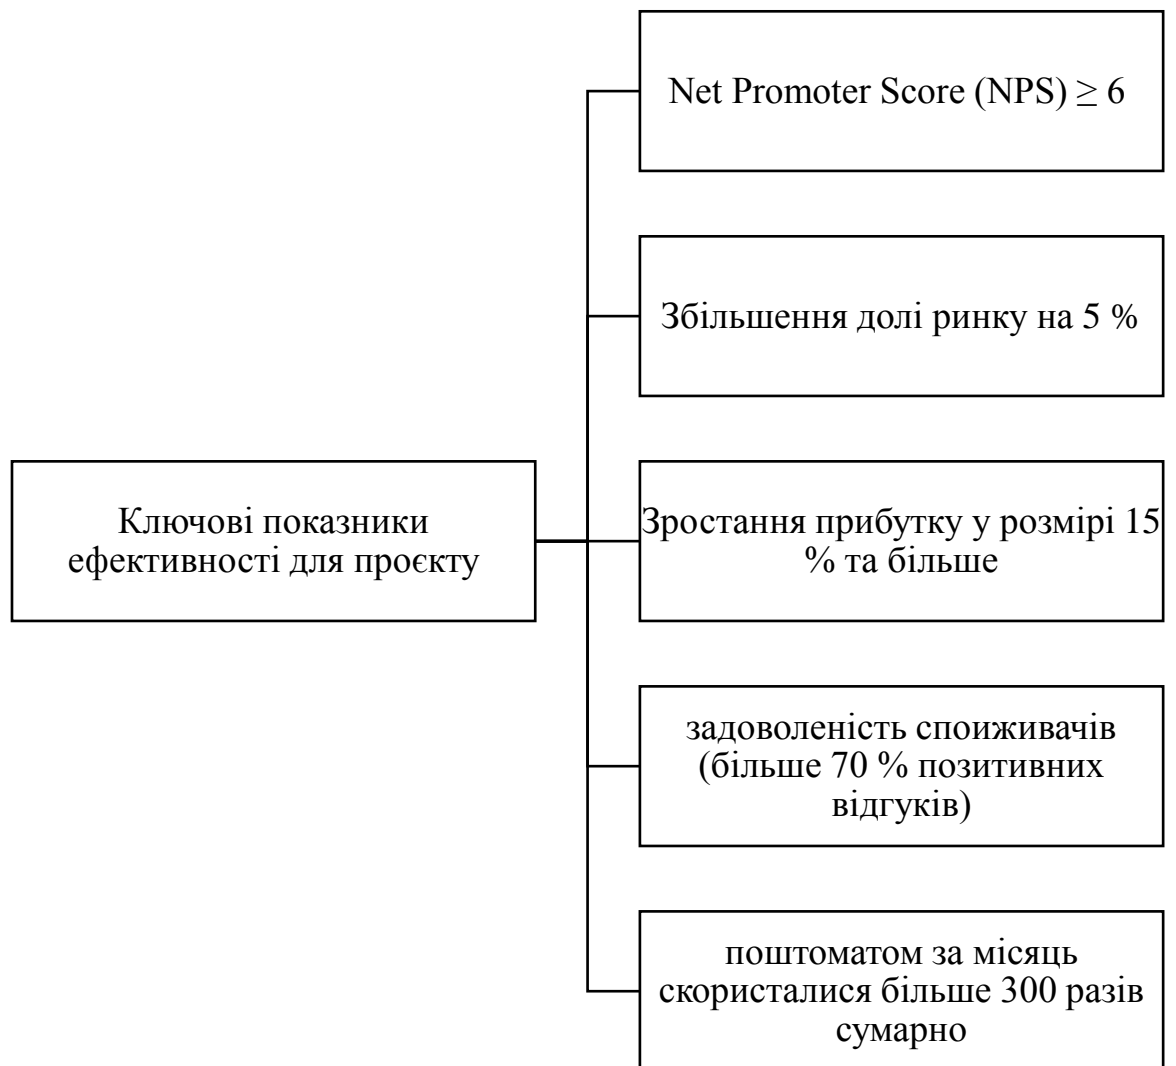 Net Promoter Score (NPS) ≥ 6
Збільшення долі ринку на 5 %
Ключові показники
ефективності для проєкту
Зростання прибутку у розмірі 15
% та більше
задоволеність споиживачів
(більше 70 % позитивних
відгуків)
поштоматом за місяць
скористалися більше 300 разів
сумарно